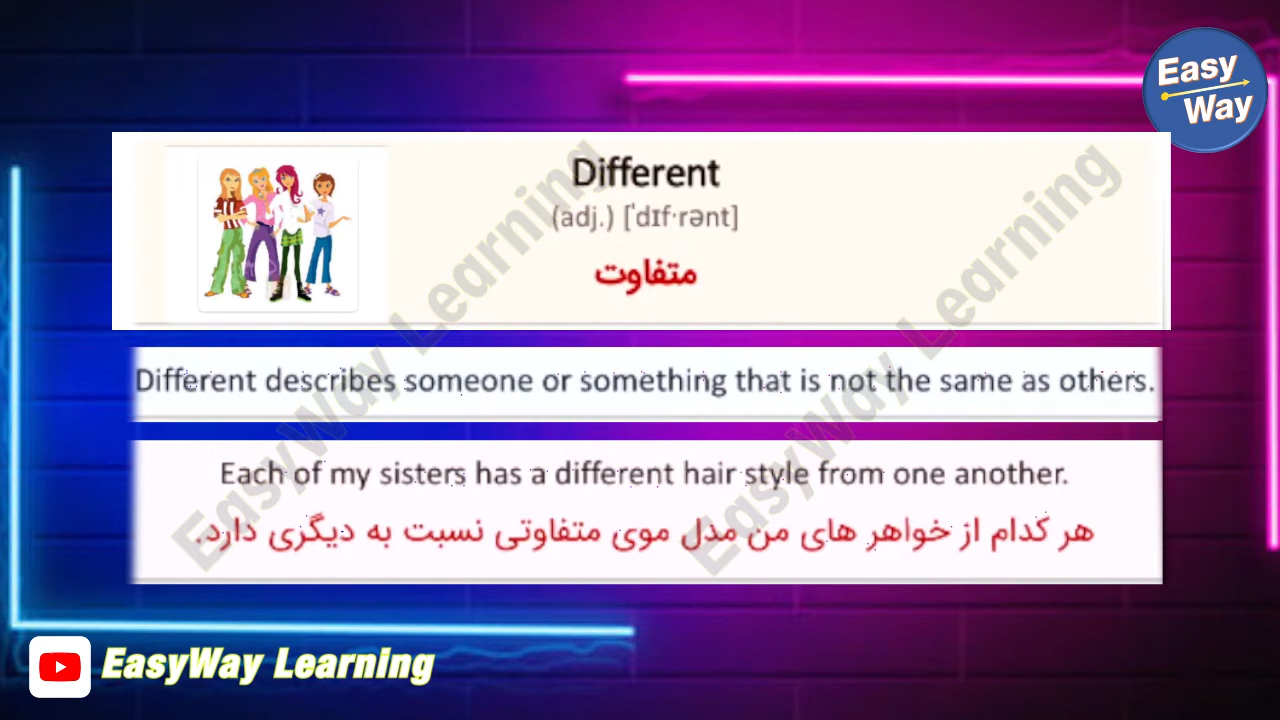 Easy
Way
Different
(adj.) [ˈdɪf·rənt]
متفاوت
Different describes someone or something that is not the same as others.
Each of my sisters has a different hair style from one another.
هر کدام از خواهر های من مدل موی متفاوتی نسبت به دیگری دارد.
EasyWay Learning
EasyWay Learning
EasyWay Learning